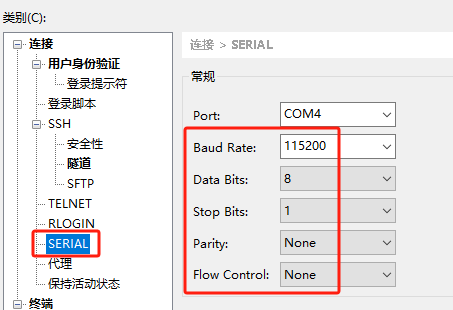 类别(C):
连接
用户身份验证
登录提示符
登录脚本
SSH
安全性
隧道
SFTP
TELNET
RLOGIN
SERIAL
代理
保持活动状态
终端
连接 > SERIAL
常规
Port: COM4
Baud Rate: 115200
Data Bits: 8
Stop Bits: 1
Parity: None
Flow Control: None